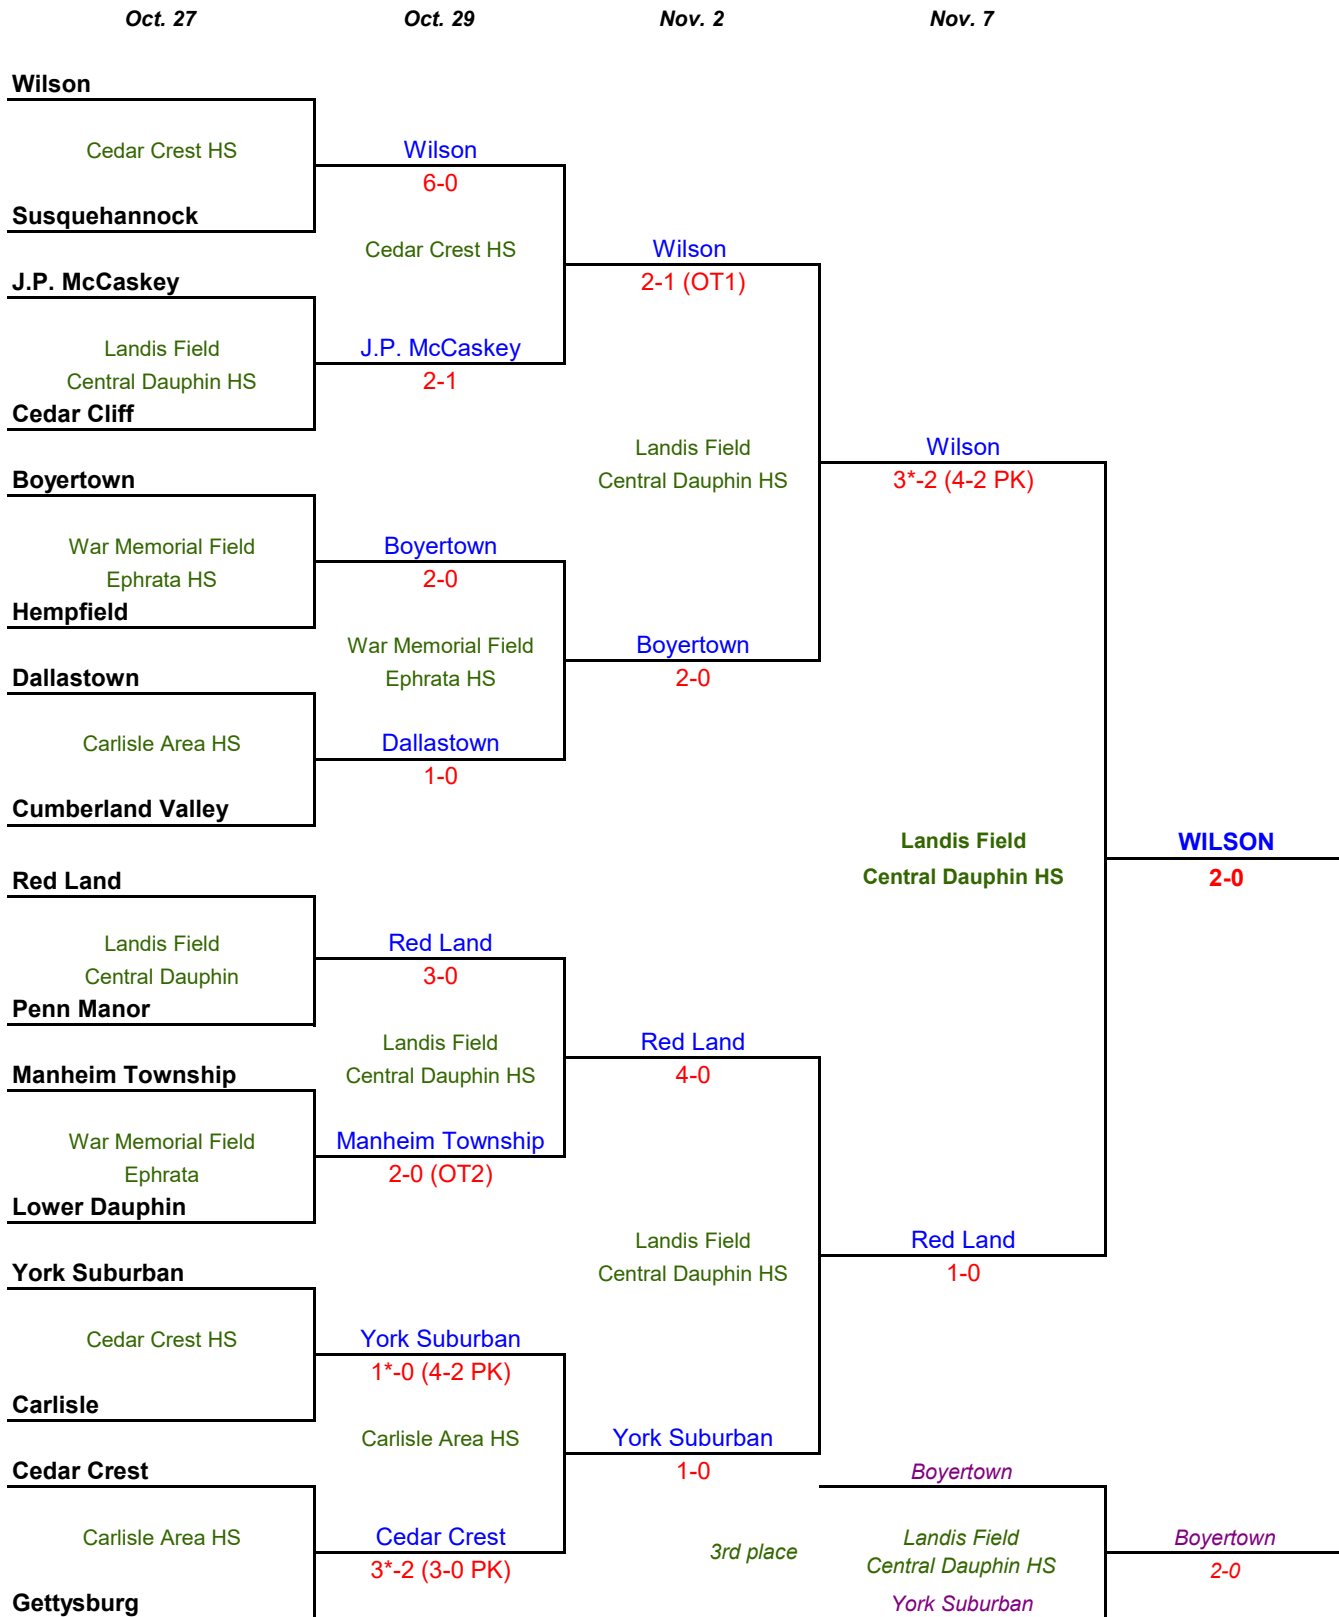 Oct. 27 Oct. 29 Nov. 2 Nov. 7
Wilson
Cedar Crest HS
Wilson
6-0
Susquehannock
Cedar Crest HS
Wilson
2-1 (OT1)
J.P. McCaskey
Landis Field
Central Dauphin HS
J.P. McCaskey
2-1
Cedar Cliff
Landis Field
Central Dauphin HS
Wilson
3*-2 (4-2 PK)
Boyertown
War Memorial Field
Ephrata HS
Boyertown
2-0
Hempfield
War Memorial Field
Ephrata HS
Boyertown
2-0
Dallastown
Carlisle Area HS
Dallastown
1-0
Cumberland Valley
Landis Field
Central Dauphin HS
WILSON
2-0
Red Land
Landis Field
Central Dauphin
Red Land
3-0
Penn Manor
Landis Field
Central Dauphin HS
Red Land
4-0
Manheim Township
War Memorial Field
Ephrata
Manheim Township
2-0 (OT2)
Lower Dauphin
Landis Field
Central Dauphin HS
Red Land
1-0
York Suburban
Cedar Crest HS
York Suburban
1*-0 (4-2 PK)
Carlisle
Carlisle Area HS
York Suburban
1-0
Cedar Crest
Carlisle Area HS
Cedar Crest
3*-2 (3-0 PK)
Gettysburg
3rd place
Boyertown
Landis Field
Central Dauphin HS
York Suburban
Boyertown
2-0